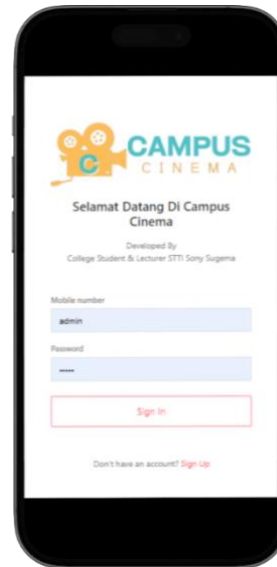 C
CAMPUS
CINEMA
Selamat Datang Di Campus
Cinema
Developed By
College Student & Lecturer STTI Sony Sugema
Mobile number
admin
Password
•••••
Sign In
Don't have an account? Sign Up